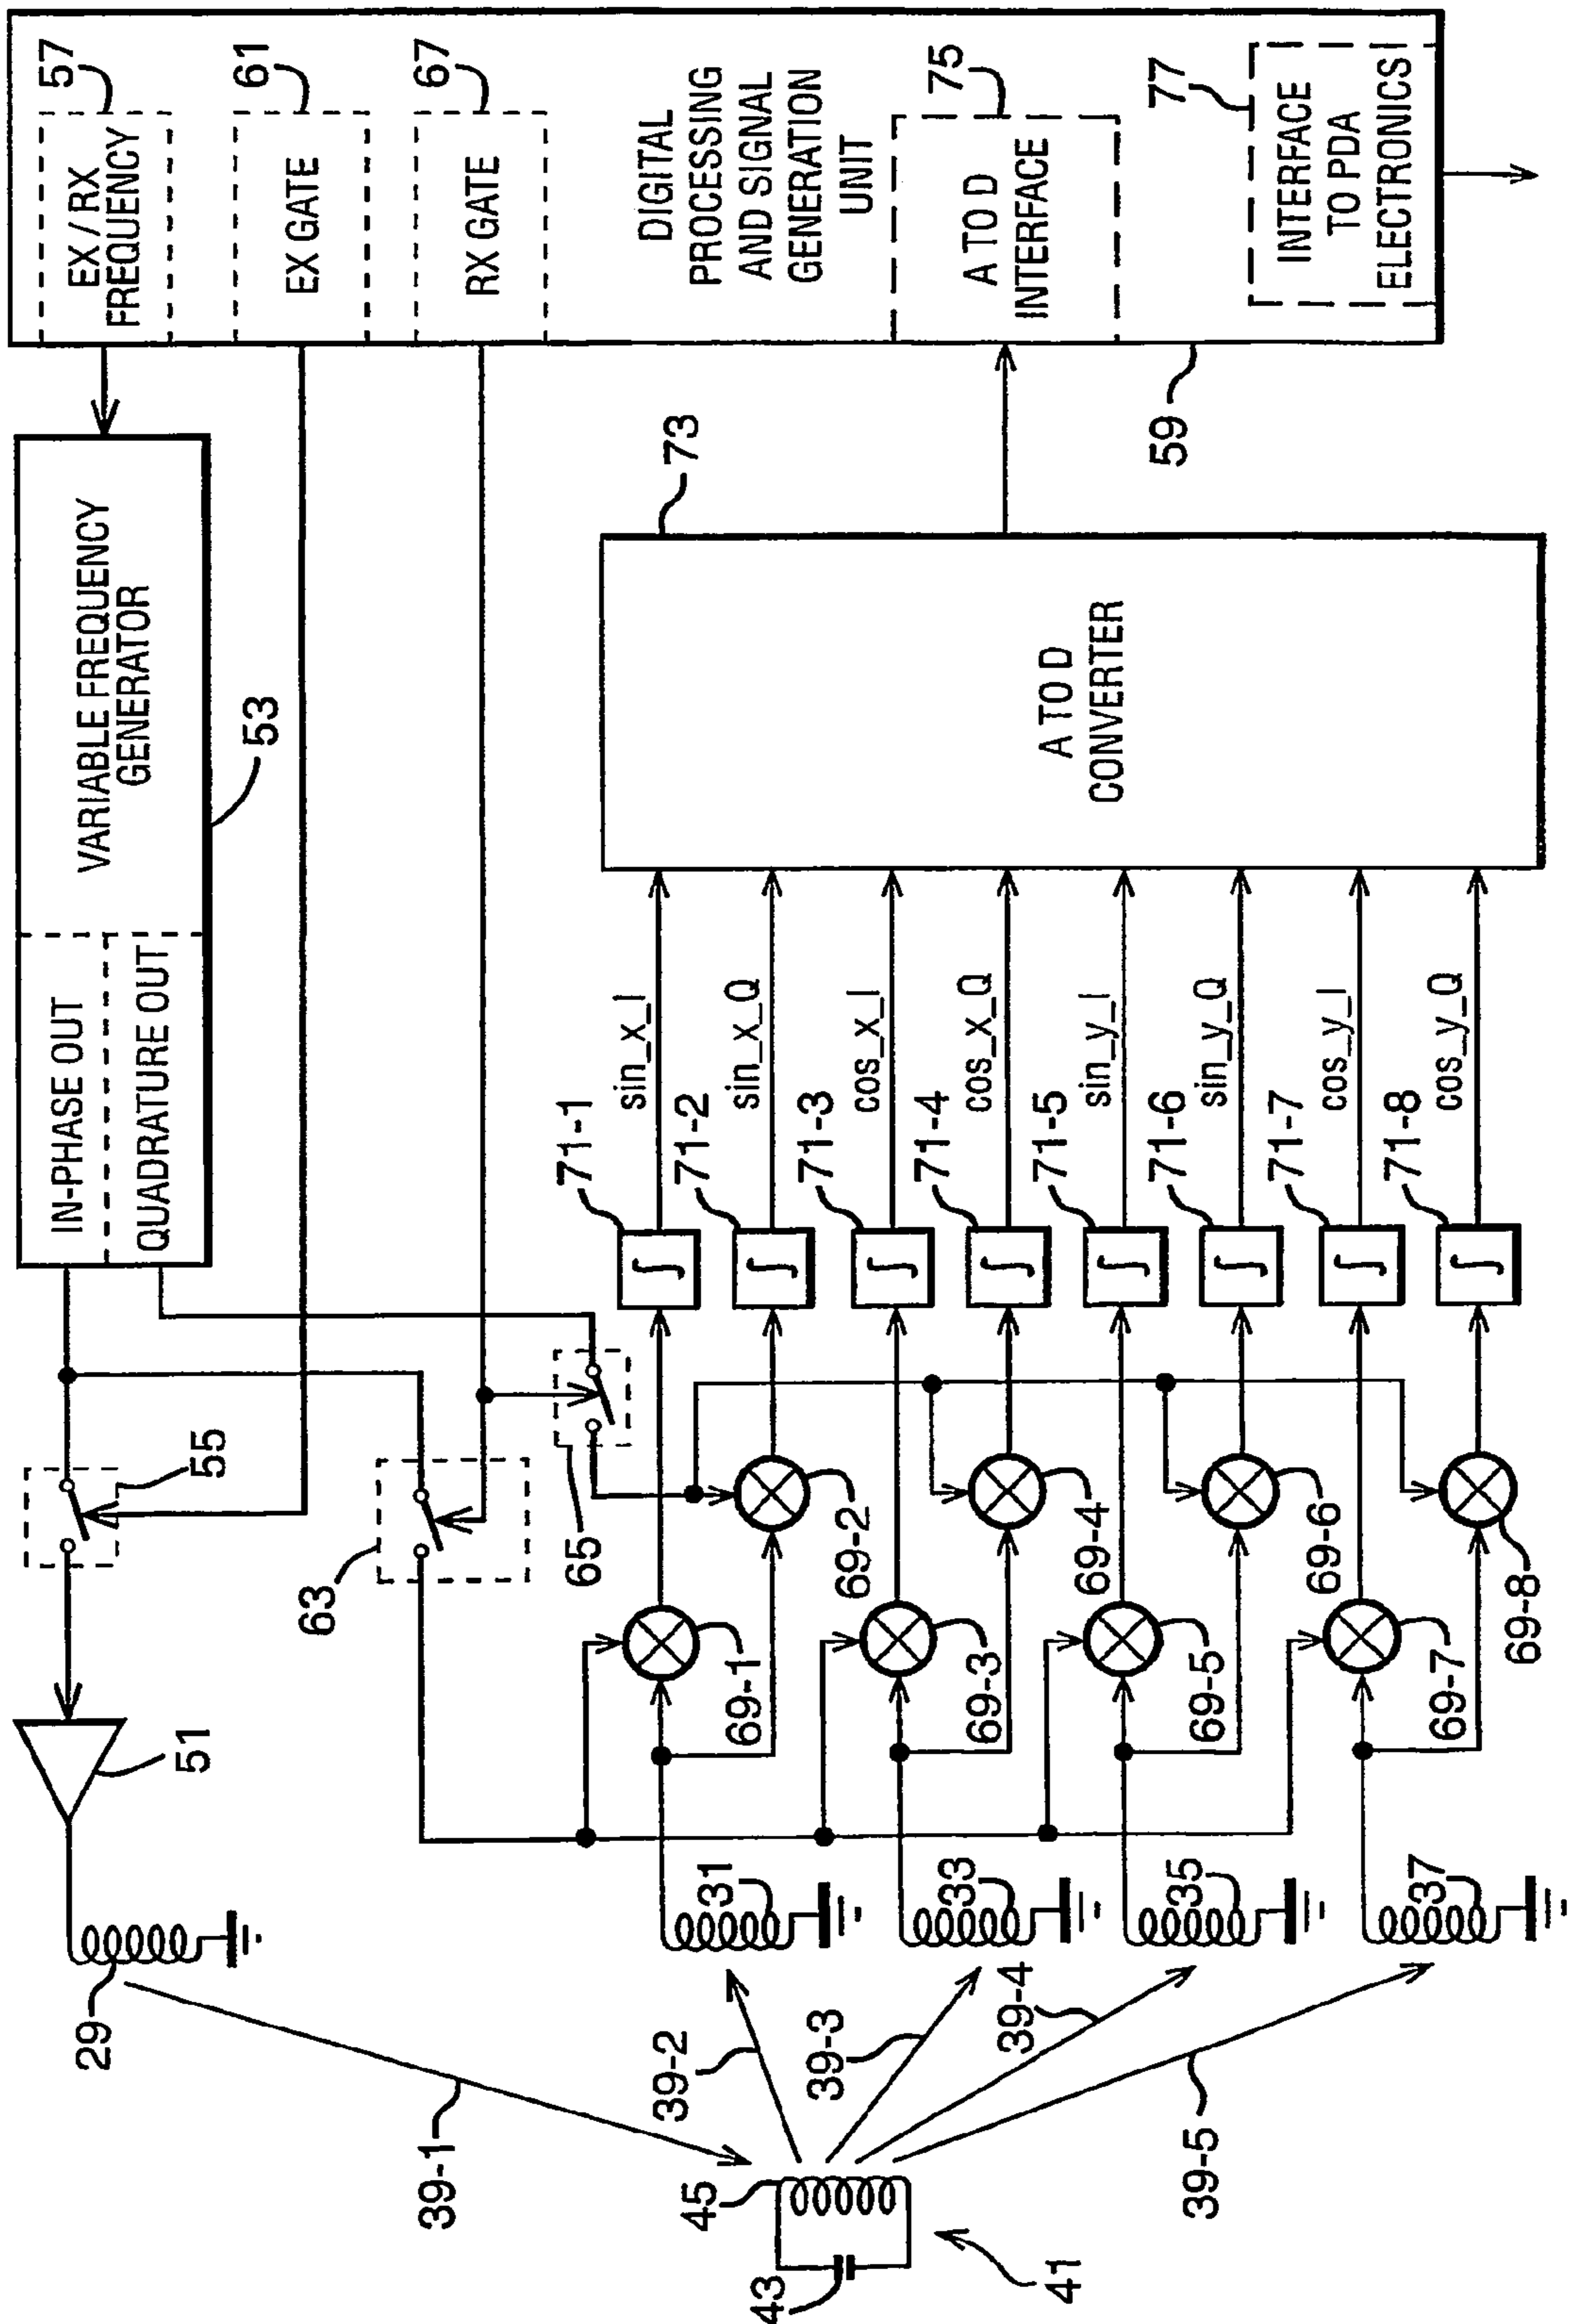 57
EX / RX
FREQUENCY
61
EX GATE
67
RX GATE
DIGITAL
PROCESSING
AND SIGNAL
GENERATION
UNIT
75
A TO D
INTERFACE
77
INTERFACE
TO PDA
ELECTRONICS
59
VARIABLE FREQUENCY
GENERATOR
53
IN-PHASE OUT
QUADRATURE OUT
73
A TO D
CONVERTER
sin_x_I
sin_x_Q
cos_x_I
cos_x_Q
sin_y_I
sin_y_Q
cos_y_I
cos_y_Q
71-1
71-2
71-3
71-4
71-5
71-6
71-7
71-8
∫
∫
∫
∫
∫
∫
∫
∫
55
63
65
69-1
69-2
69-3
69-4
69-5
69-6
69-7
69-8
51
29
31
33
35
37
39-1
39-2
39-3
39-4
39-5
45
43
41